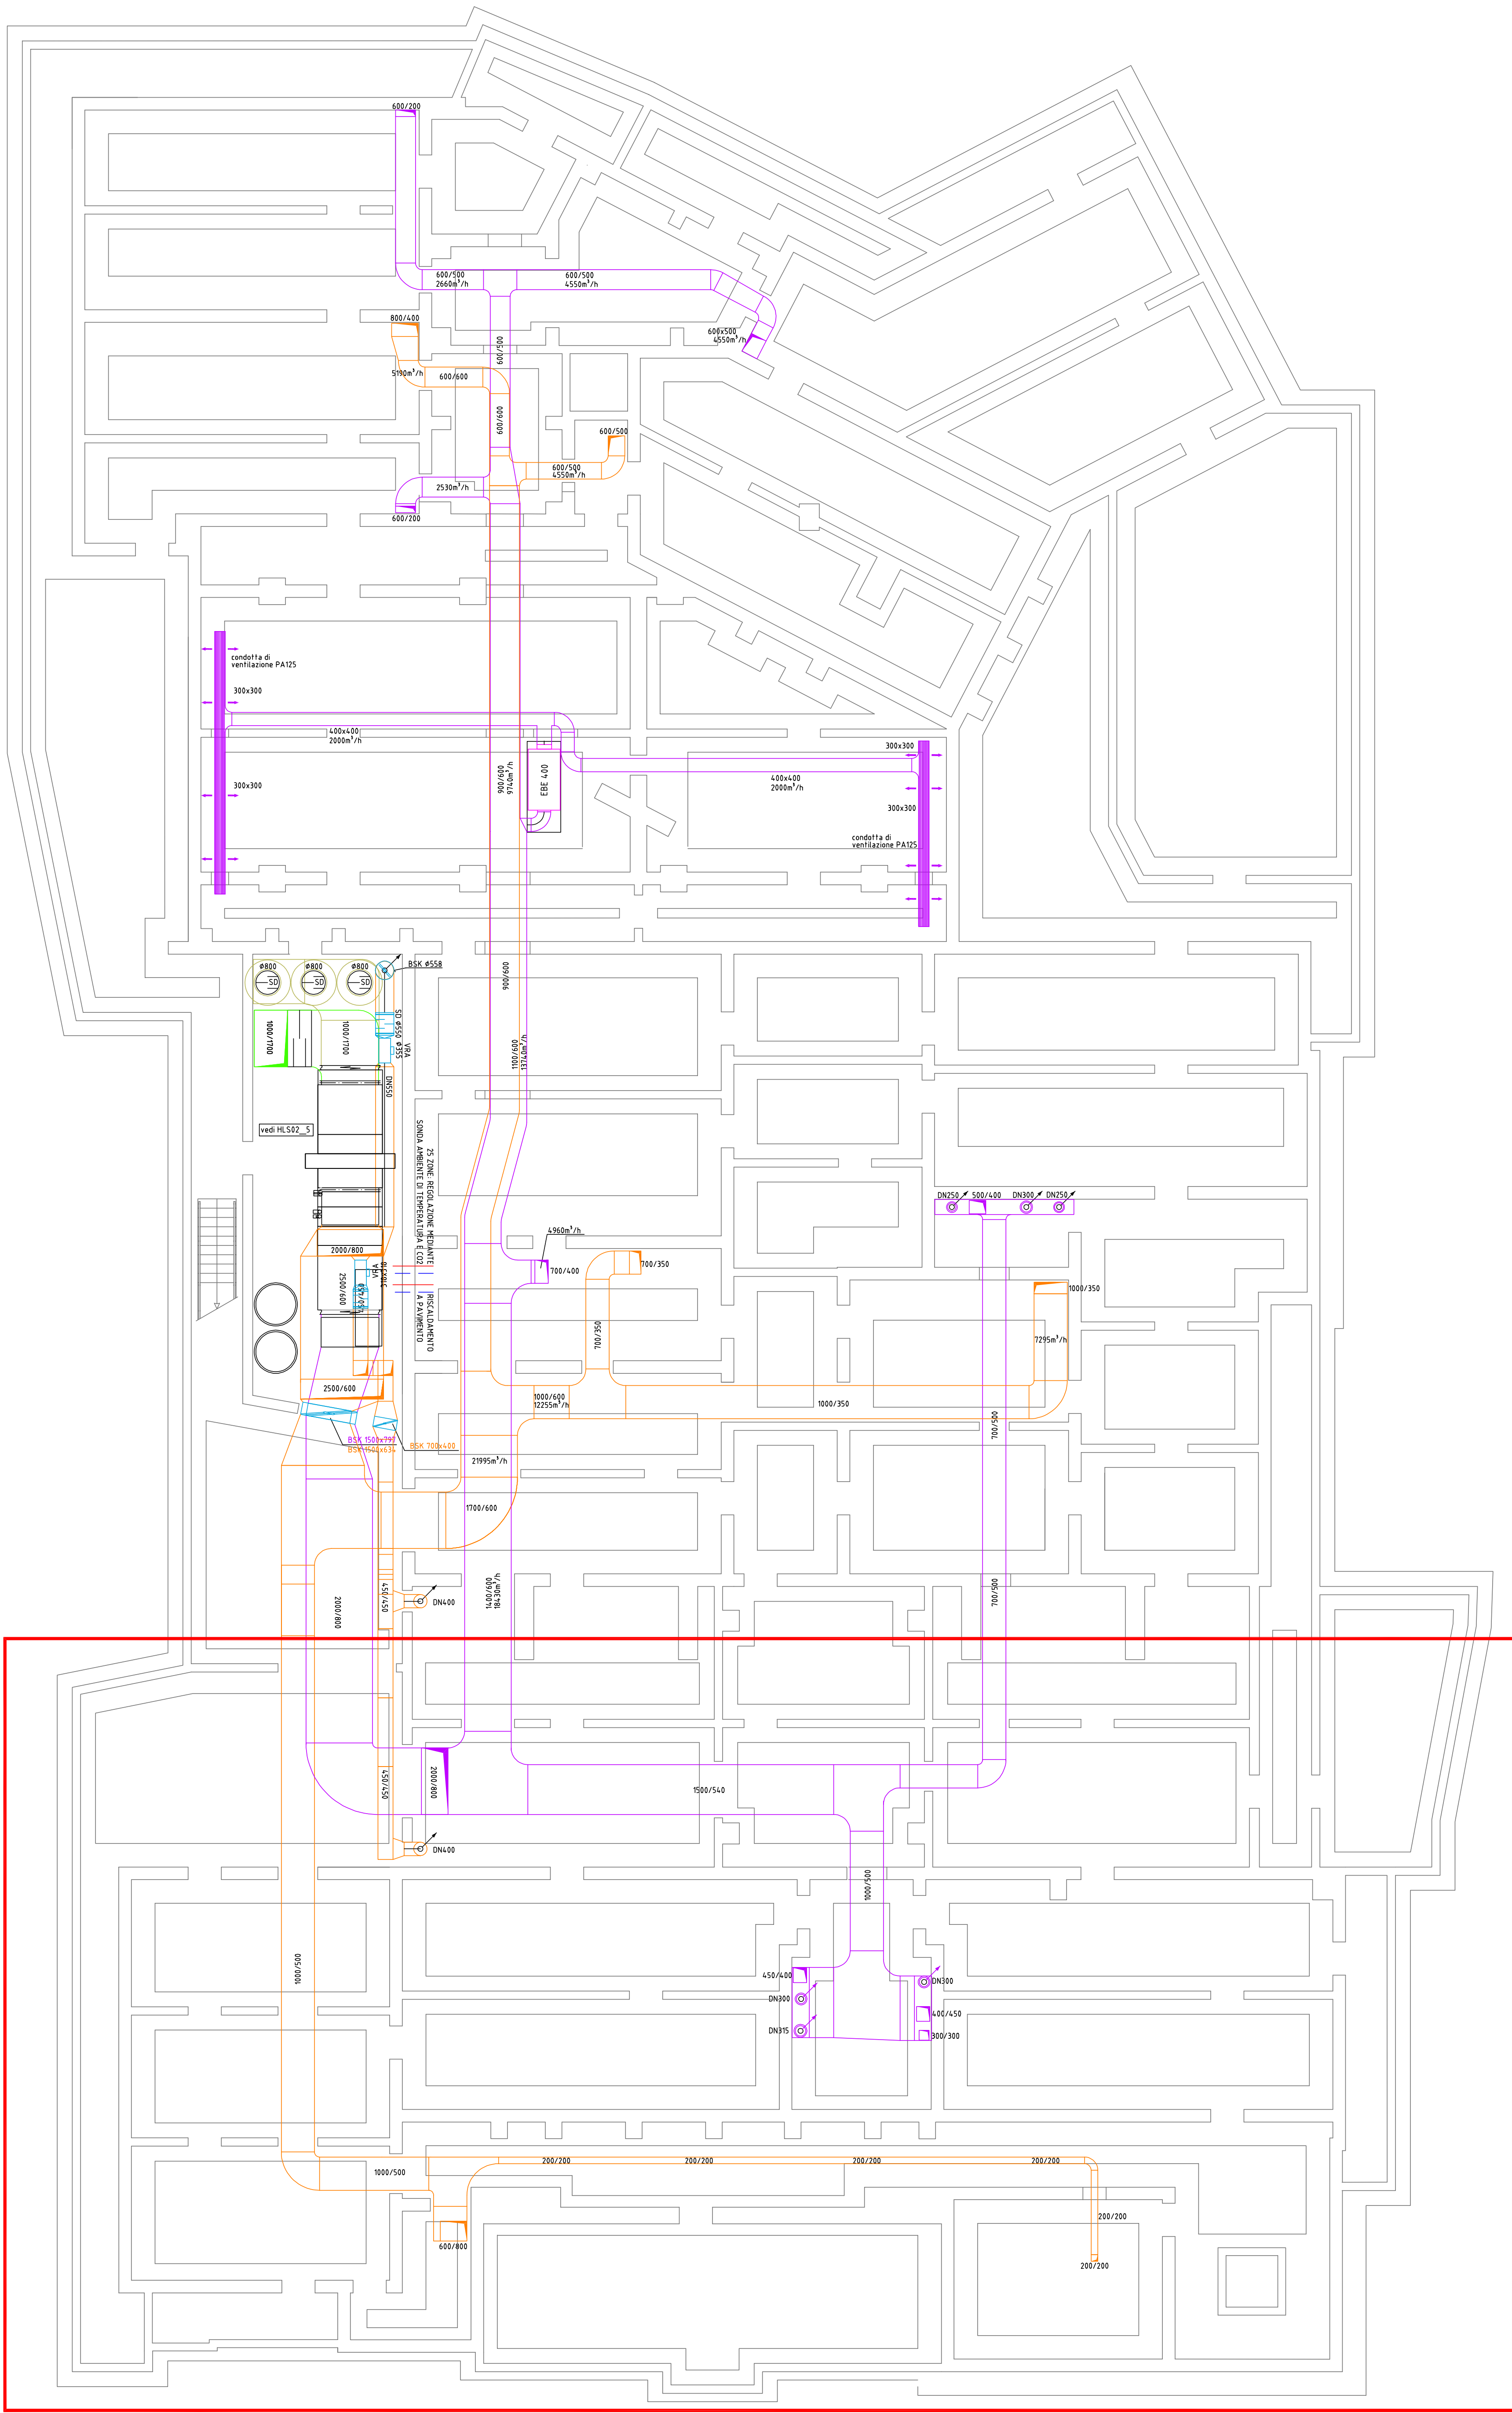 600/200
600/500
2660m³/h
600/500
4550m³/h
800/400
600x500
4550m³/h
600/500
5190m³/h
600/600
600/600
600/500
600/500
4550m³/h
2530m³/h
600/200
condotta di
ventilazione PA125
300x300
400x400
2000m³/h
300x300
900/600
9740m³/h
EBE 400
300x300
400x400
2000m³/h
300x300
condotta di
ventilazione PA125
Ø800
Ø800
Ø800
BSK Ø558
SD
SD
SD
900/600
1000/1700
1000/1700
SD Ø550
Ø355
VRA
1100/600
13740m³/h
DN550
vedi HLS02__5
25 ZONE: REGOLAZIONE MEDIANTE
SONDA AMBIENTE DI TEMPERATURA E CO2
DN250
500/400
DN300
DN250
4960m³/h
2000/800
700/400
700/350
VRA
2500/600
1000/350
RISCALDAMENTO
A PAVIMENTO
700/350
7295m³/h
2500/600
1000/600
12255m³/h
1000/350
700/500
BSK 1500x797
BSK 1500x634
BSK 700x400
21995m³/h
1700/600
1400/600
18430m³/h
700/500
450/450
DN400
2000/800
450/450
2000/800
1500/540
DN400
1000/500
1000/500
450/400
DN300
DN300
400/450
DN315
300/300
1000/500
200/200
200/200
200/200
200/200
200/200
600/800
200/200